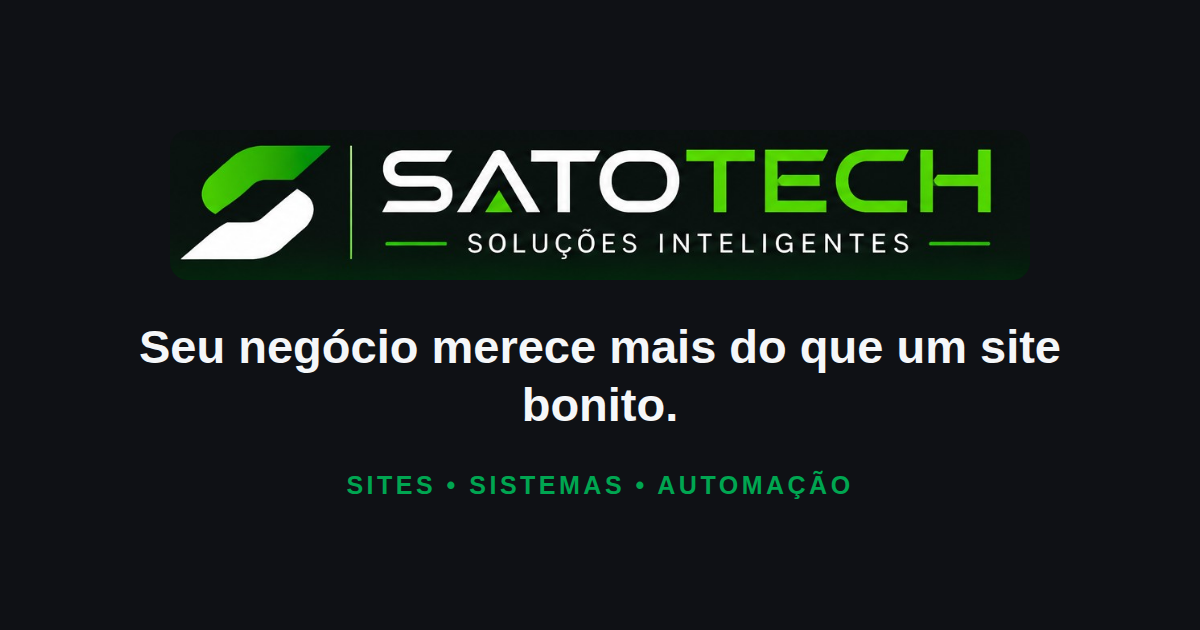 SATOTECH
SOLUÇÕES INTELIGENTES
Seu negócio merece mais do que um site
bonito.
SITES • SISTEMAS • AUTOMAÇÃO